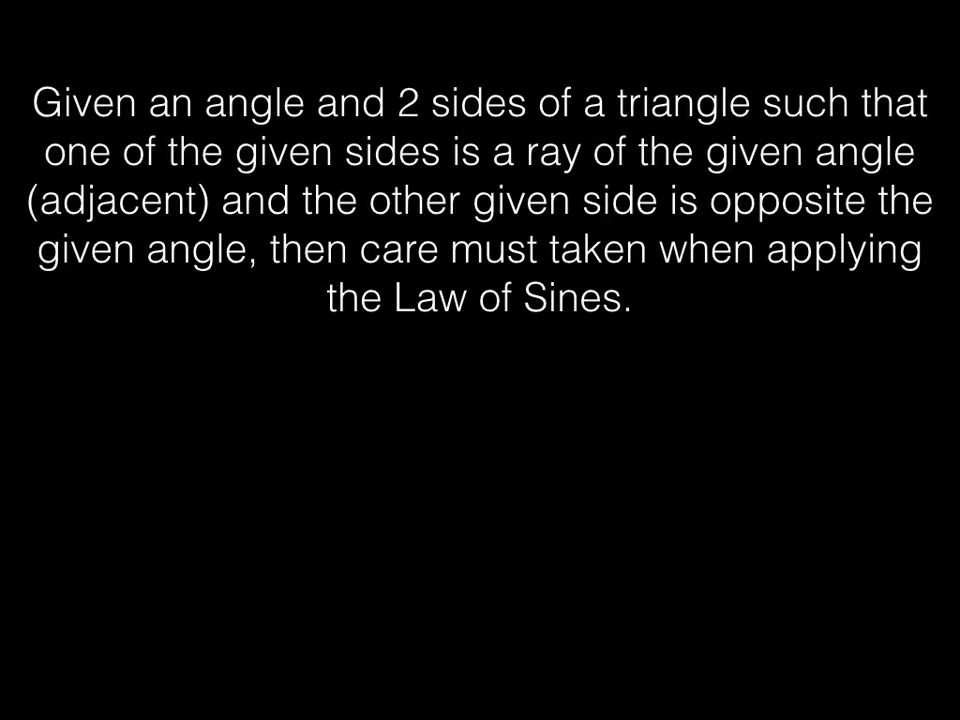 Given an angle and 2 sides of a triangle such that
one of the given sides is a ray of the given angle
(adjacent) and the other given side is opposite the
given angle, then care must taken when applying
the Law of Sines.